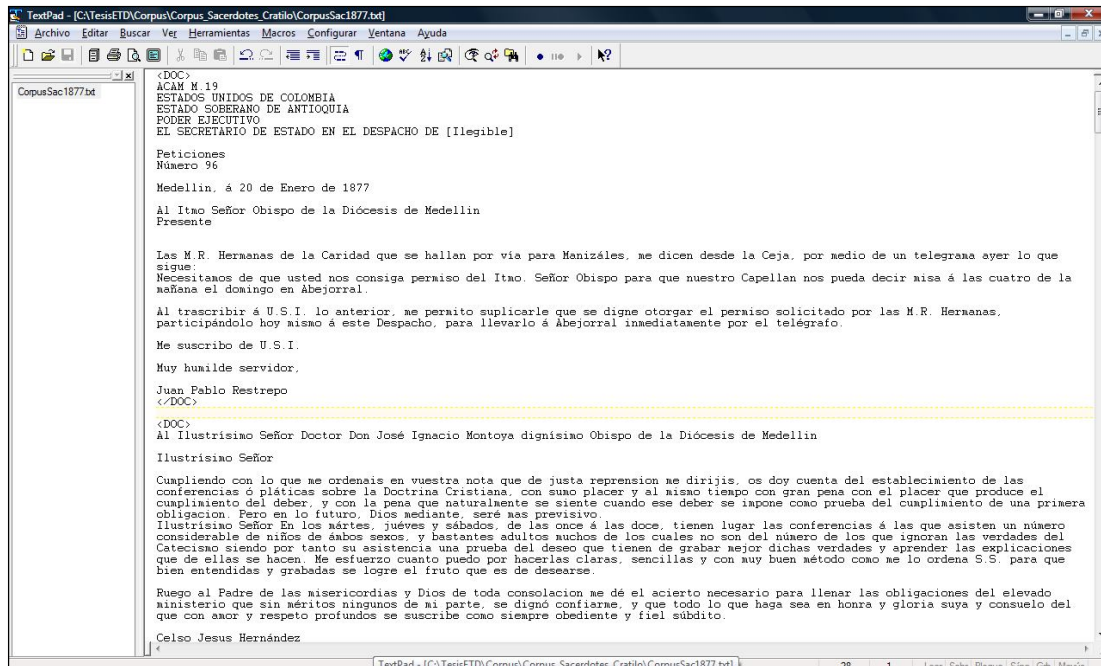 TextPad - [C:\TesisETD\Corpus\Corpus_Sacerdotes_Cratilo\CorpusSac1877.txt]
Archivo Editar Buscar Ver Herramientas Macros Configurar Ventana Ayuda
CorpusSac1877.txt
<DOC>
ACAM M.19
ESTADOS UNIDOS DE COLOMBIA
ESTADO SOBERANO DE ANTIOQUIA
PODER EJECUTIVO
EL SECRETARIO DE ESTADO EN EL DESPACHO DE [Ilegible]
Peticiones
Número 96
Medellin, á 20 de Enero de 1877
Al Itmo Señor Obispo de la Diócesis de Medellin
Presente
Las M.R. Hermanas de la Caridad que se hallan por vía para Manizáles, me dicen desde la Ceja, por medio de un telegrama ayer lo que
sigue:
Necesitamos de que usted nos consiga permiso del Itmo. Señor Obispo para que nuestro Capellan nos pueda decir misa á las cuatro de la
mañana el domingo en Abejorral.
Al trascribir á U.S.I. lo anterior, me permito suplicarle que se digne otorgar el permiso solicitado por las M.R. Hermanas,
participándolo hoy mismo á este Despacho, para llevarlo á Abejorral inmediatamente por el telégrafo.
Me suscribo de U.S.I.
Muy humilde servidor,
Juan Pablo Restrepo
</DOC>
<DOC>
Al Ilustrísimo Señor Doctor Don José Ignacio Montoya dignísimo Obispo de la Diócesis de Medellin
Ilustrísimo Señor
Cumpliendo con lo que me ordenais en vuestra nota que de justa reprension me dirijis, os doy cuenta del establecimiento de las
conferencias ó pláticas sobre la Doctrina Cristiana, con sumo placer y al mismo tiempo con gran pena con el placer que produce el
cumplimiento del deber, y con la pena que naturalmente se siente cuando ese deber se impone como prueba del cumplimiento de una primera
obligacion. Pero en lo futuro, Dios mediante, seré mas previsivo.
Ilustrísimo Señor En los mártes, juéves y sábados, de las once á las doce, tienen lugar las conferencias á las que asisten un número
considerable de niños de ámbos sexos, y bastantes adultos muchos de los cuales no son del número de los que ignoran las verdades del
Catecismo siendo por tanto su asistencia una prueba del deseo que tienen de grabar mejor dichas verdades y aprender las explicaciones
que de ellas se hacen. Me esfuerzo cuanto puedo por hacerlas claras, sencillas y con muy buen método como me lo ordena S.S. para que
bien entendidas y grabadas se logre el fruto que es de desearse.
Ruego al Padre de las misericordias y Dios de toda consolacion me dé el acierto necesario para llenar las obligaciones del elevado
ministerio que sin méritos ningunos de mi parte, se dignó confiarme, y que todo lo que haga sea en honra y gloria suya y consuelo del
que con amor y respeto profundos se suscribe como siempre obediente y fiel súbdito.
Celso Jesus Hernández
TextPad - [C:\TesisETD\Corpus\Corpus_Sacerdotes_Cratilo\CorpusSac1877.txt]
28 1